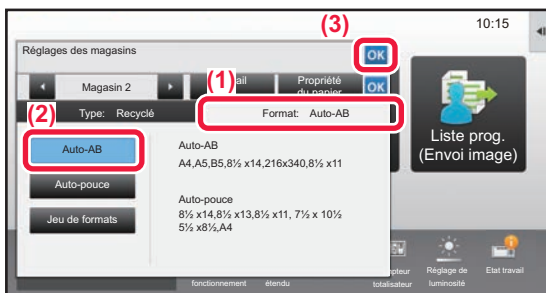 (3)
10:15
Réglages des magasins
OK
(1)
Magasin 2
Propriété
du papier
OK
(2)
Type: Recyclé
Format: Auto-AB
Auto-AB
Auto-AB
A4,A5,B5,8½ x14,216x340,8½ x11
Auto-pouce
Auto-pouce
8½ x14,8½ x13,8½ x11, 7½ x 10½
5½ x8½,A4
Jeu de formats
Liste prog.
(Envoi image)
fonctionnement
étendu
totalisateur
Réglage de
luminosité
Etat travail